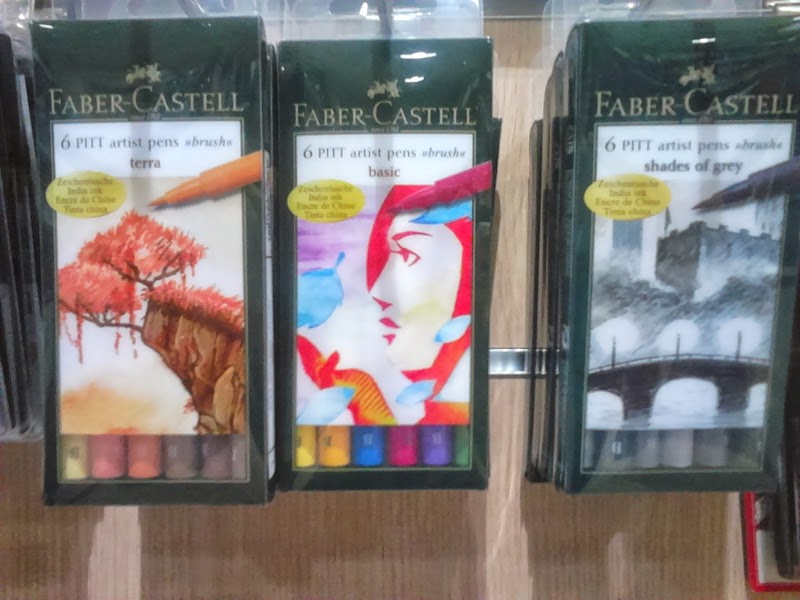 FABER-CASTELL
6 PITT artist pens »brush«
terra
Zeichentusche
India ink
Encre de Chine
Tinta china
FABER-CASTELL
6 PITT artist pens »brush«
basic
Zeichentusche
India ink
Encre de Chine
Tinta china
FABER-CASTELL
6 PITT artist pens »brush«
shades of grey
Zeichentusche
India ink
Encre de Chine
Tinta china